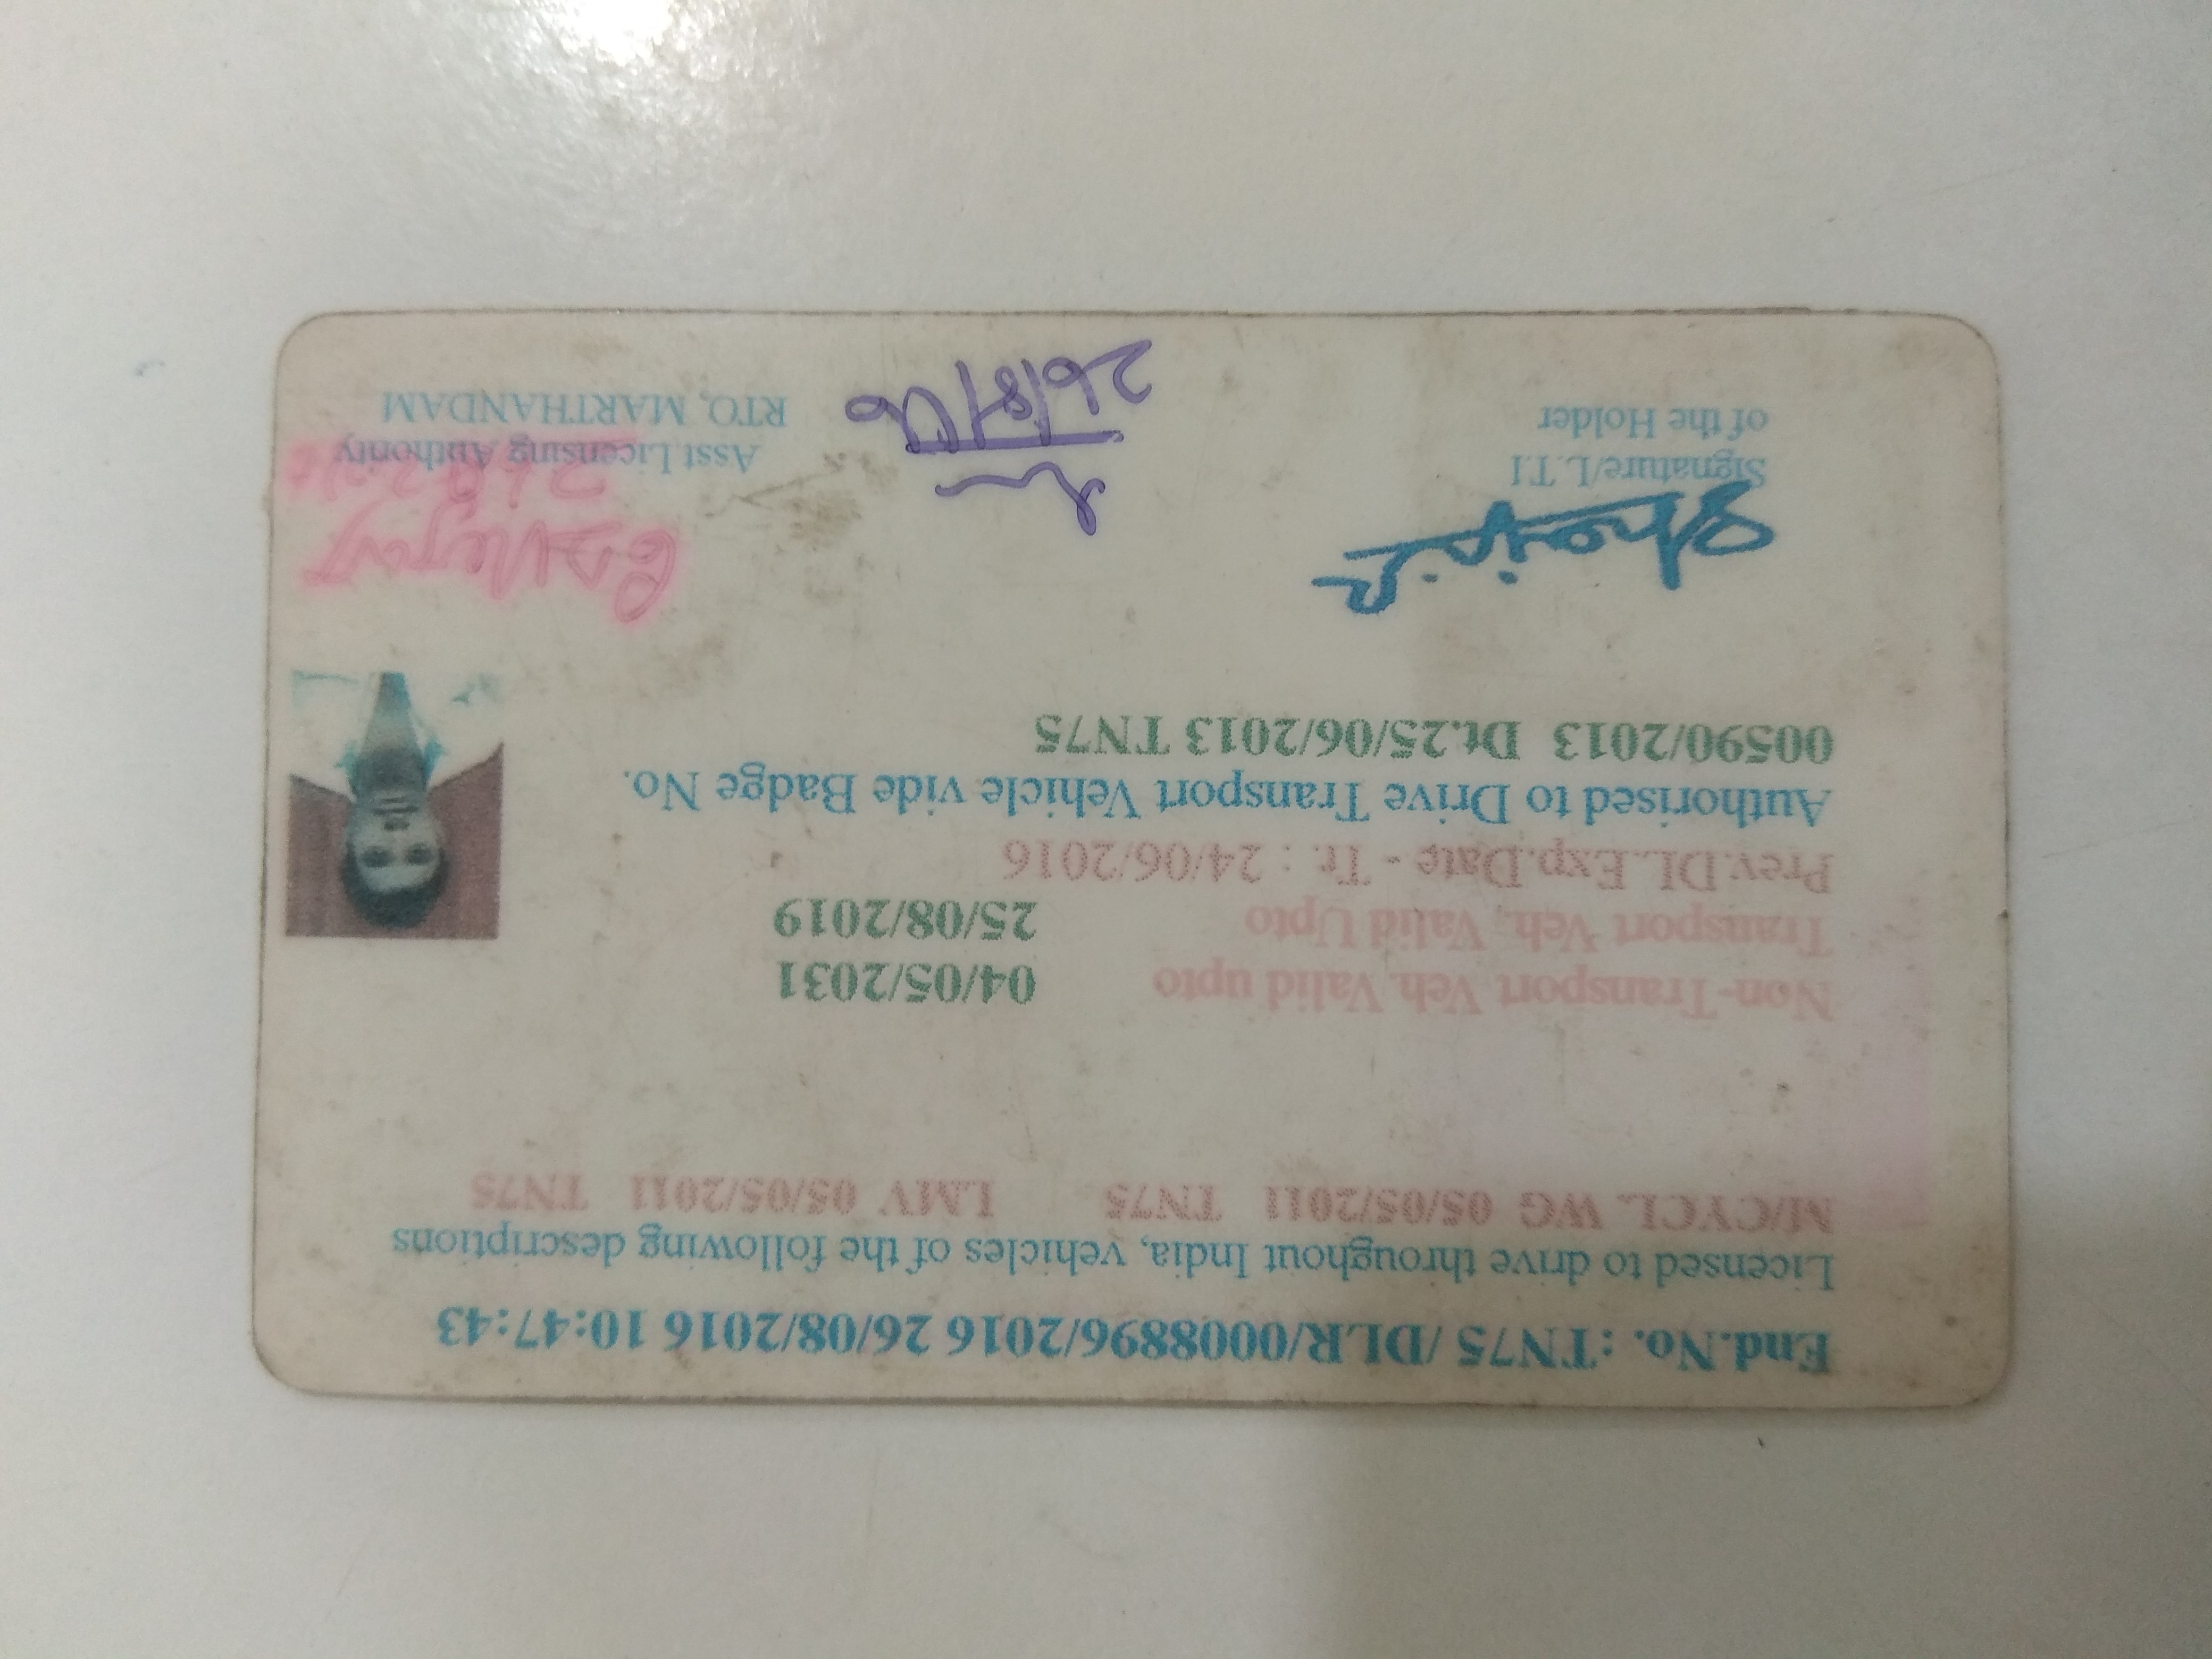 End.No. : TN75 / DLR/0008896/2016 26/08/2016 10:47:43
Licensed to drive throughout India, vehicles of the following descriptions
M/CYCL. WG 05/05/2011 TN75 LMV 05/05/2011 TN75
Non-Transport Veh. Valid upto 04/05/2031
Transport Veh. Valid Upto 25/08/2019
Prev.DL.Exp.Date - Tr. : 24/06/2016
Authorised to Drive Transport Vehicle vide Badge No.
00590/2013 Dt.25/06/2013 TN75
Signature/L.T.I
of the Holder
26/8/16
Asst Licensing Authority
RTO, MARTHANDAM